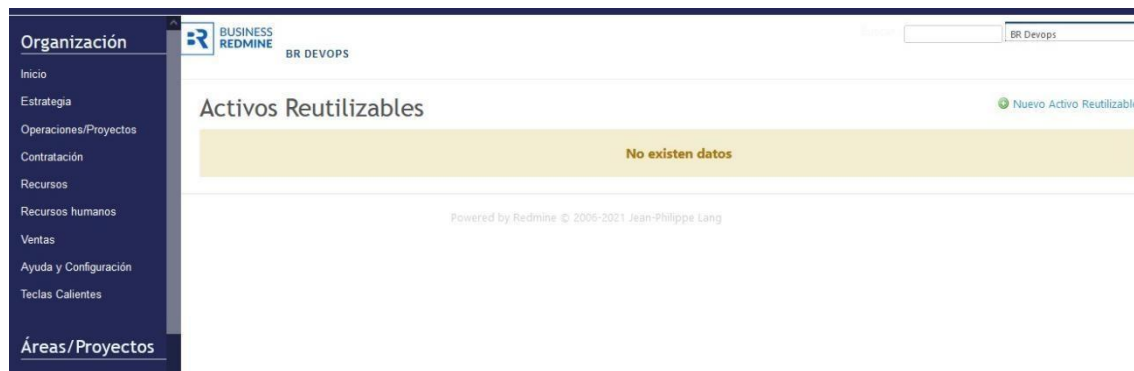 Organización
Inicio
Estrategia
Operaciones/Proyectos
Contratación
Recursos
Recursos humanos
Ventas
Ayuda y Configuración
Teclas Calientes
Áreas/Proyectos
BUSINESS
REDMINE
BR DEVOPS
BR Devops
Activos Reutilizables
Nuevo Activo Reutilizable
No existen datos
Powered by Redmine © 2006-2021 Jean-Philippe Lang